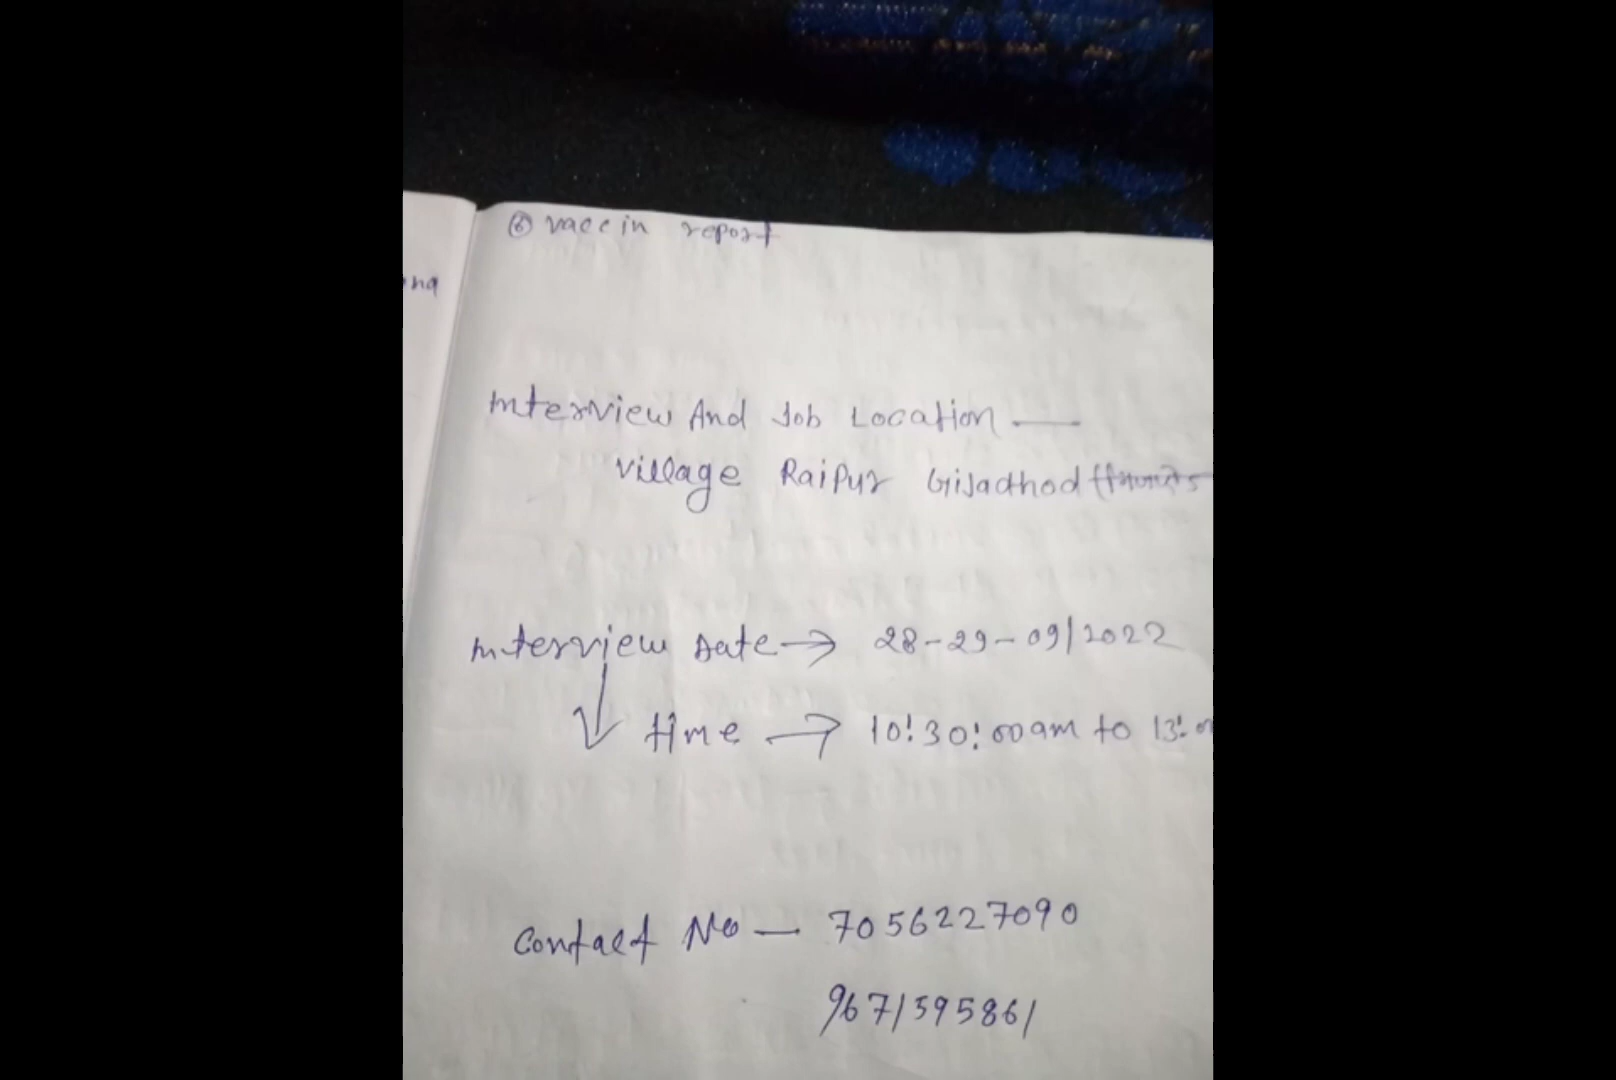 ⑥ vaccin report
na
Interview And Job Location —
Village Raipur
Interview Date → 28-29-09/2022
↓ time → 10:30:00am to 13:0
Contact No — 7056227090
9671595861